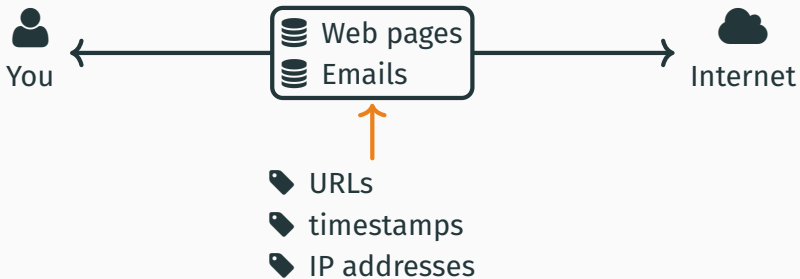 Web pages
Emails
You
Internet
URLs
timestamps
IP addresses